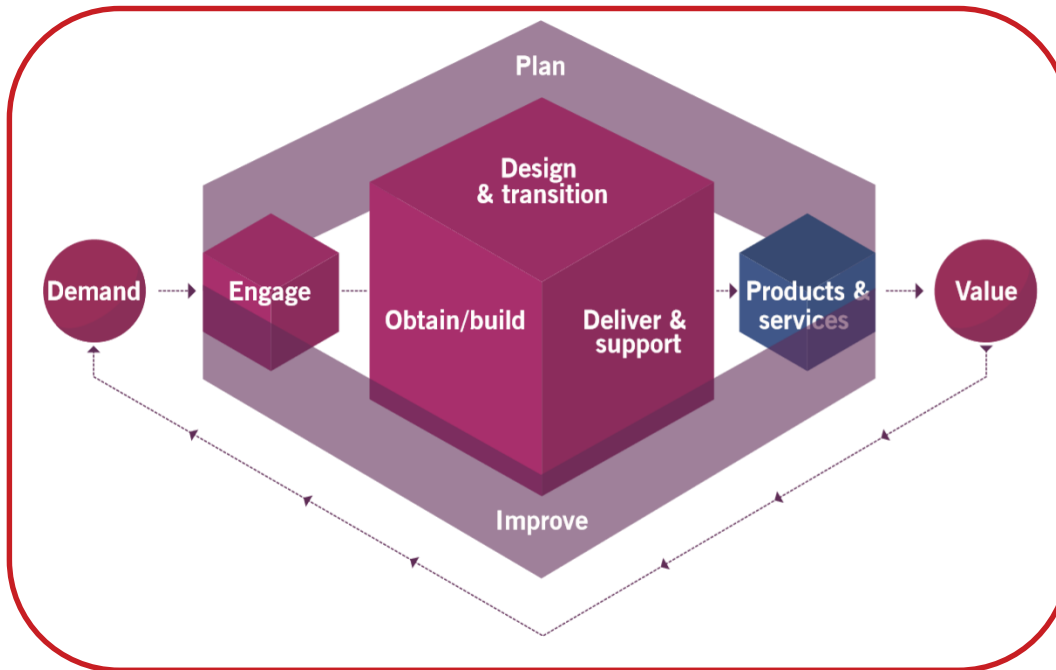 Plan
Design
& transition
Demand
Engage
Obtain/build
Deliver &
support
Products &
services
Value
Improve